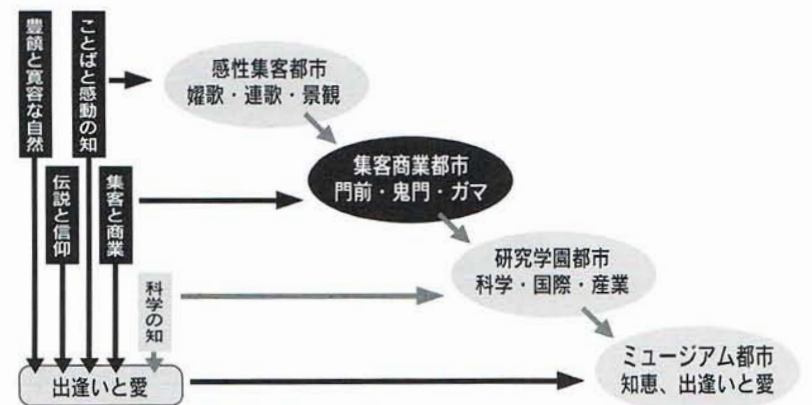 豊饒と寛容な自然
ことばと感動の知
伝説と信仰
集客と商業
科学の知
出逢いと愛
感性集客都市
嬥歌・連歌・景観
集客商業都市
門前・鬼門・ガマ
研究学園都市
科学・国際・産業
ミュージアム都市
知恵、出逢いと愛